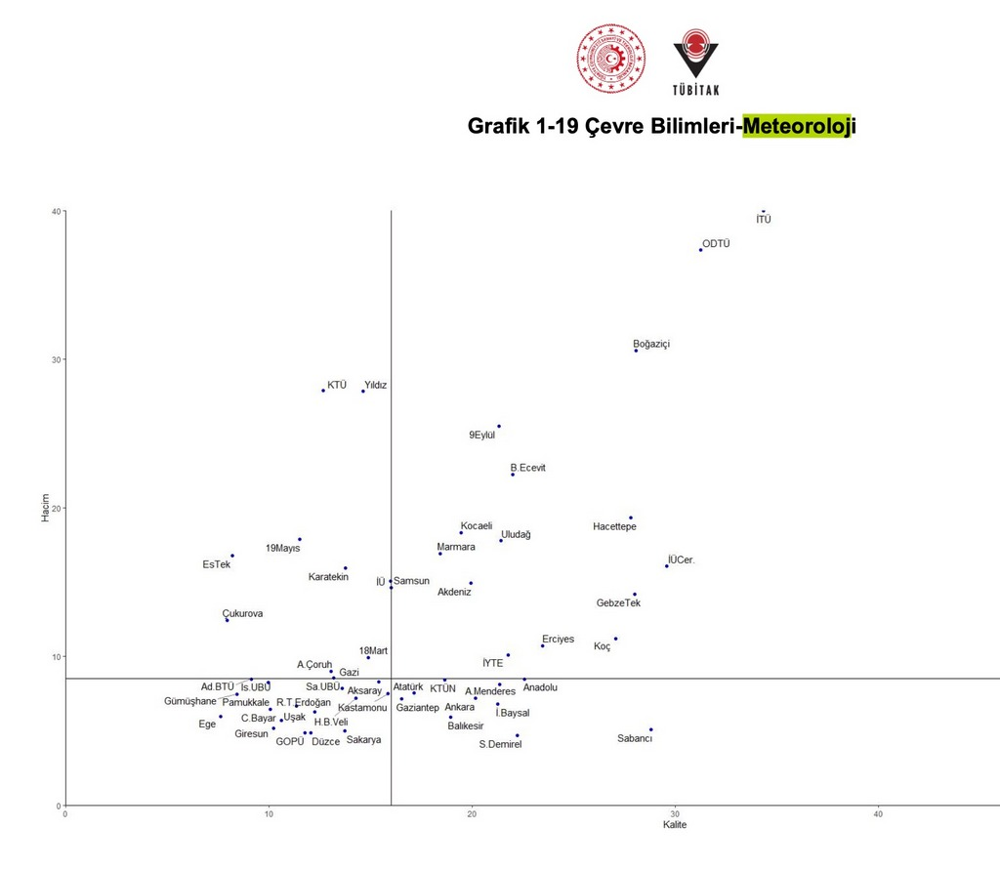 TÜBİTAK
Grafik 1-19 Çevre Bilimleri-Meteoroloji
40
İTÜ
ODTÜ
Boğaziçi
30
KTÜ
Yıldız
9Eylül
B.Ecevit
Hacim
20
Kocaeli
Hacettepe
Uludağ
19Mayıs
Marmara
EsTek
İÜCer.
Karatekin
İÜ
Samsun
Akdeniz
GebzeTek
Çukurova
Erciyes
Koç
18Mart
10
A.Çoruh
İYTE
Gazi
Ad.BTÜ
Is.UBÜ
Sa.UBÜ
Aksaray
Atatürk
KTÜN
A.Menderes
Anadolu
Gümüşhane
Pamukkale
R.T.Erdoğan
Kastamonu
Gaziantep
Ankara
İ.Baysal
Ege
C.Bayar
Uşak
H.B.Veli
Balıkesir
Giresun
GOPÜ
Düzce
Sakarya
S.Demirel
Sabancı
0
0
10
20
30
40
Kalite